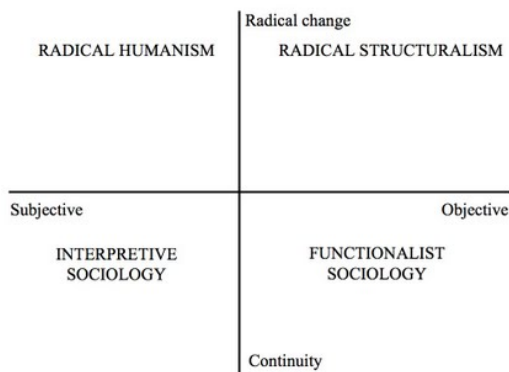 Radical change
RADICAL HUMANISM
RADICAL STRUCTURALISM
Subjective
Objective
INTERPRETIVE
SOCIOLOGY
FUNCTIONALIST
SOCIOLOGY
Continuity